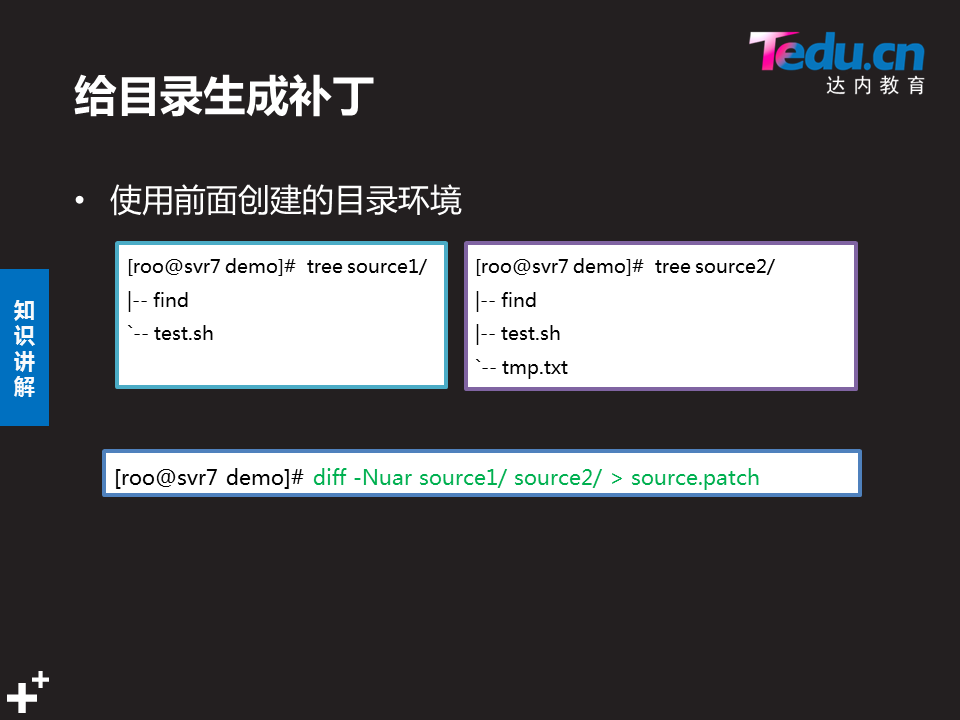 Tedu.cn
达内教育
给目录生成补丁
• 使用前面创建的目录环境
[roo@svr7 demo]# tree source1/
|-- find
`-- test.sh
[roo@svr7 demo]# tree source2/
|-- find
|-- test.sh
`-- tmp.txt
知识讲解
[roo@svr7 demo]# diff -Nuar source1/ source2/ > source.patch